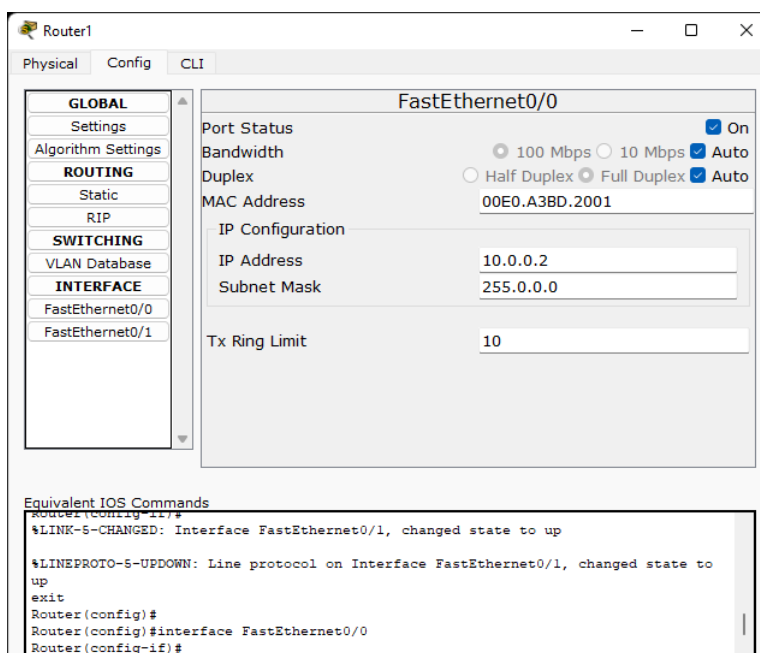 Router1
Physical Config CLI
GLOBAL
Settings
Algorithm Settings
ROUTING
Static
RIP
SWITCHING
VLAN Database
INTERFACE
FastEthernet0/0
FastEthernet0/1
FastEthernet0/0
Port Status On
Bandwidth 100 Mbps 10 Mbps Auto
Duplex Half Duplex Full Duplex Auto
MAC Address 00E0.A3BD.2001
IP Configuration
IP Address 10.0.0.2
Subnet Mask 255.0.0.0
Tx Ring Limit 10
Equivalent IOS Commands
Router(config-if)#
%LINK-5-CHANGED: Interface FastEthernet0/1, changed state to up
%LINEPROTO-5-UPDOWN: Line protocol on Interface FastEthernet0/1, changed state to
up
exit
Router(config)#
Router(config)#interface FastEthernet0/0
Router(config-if)#